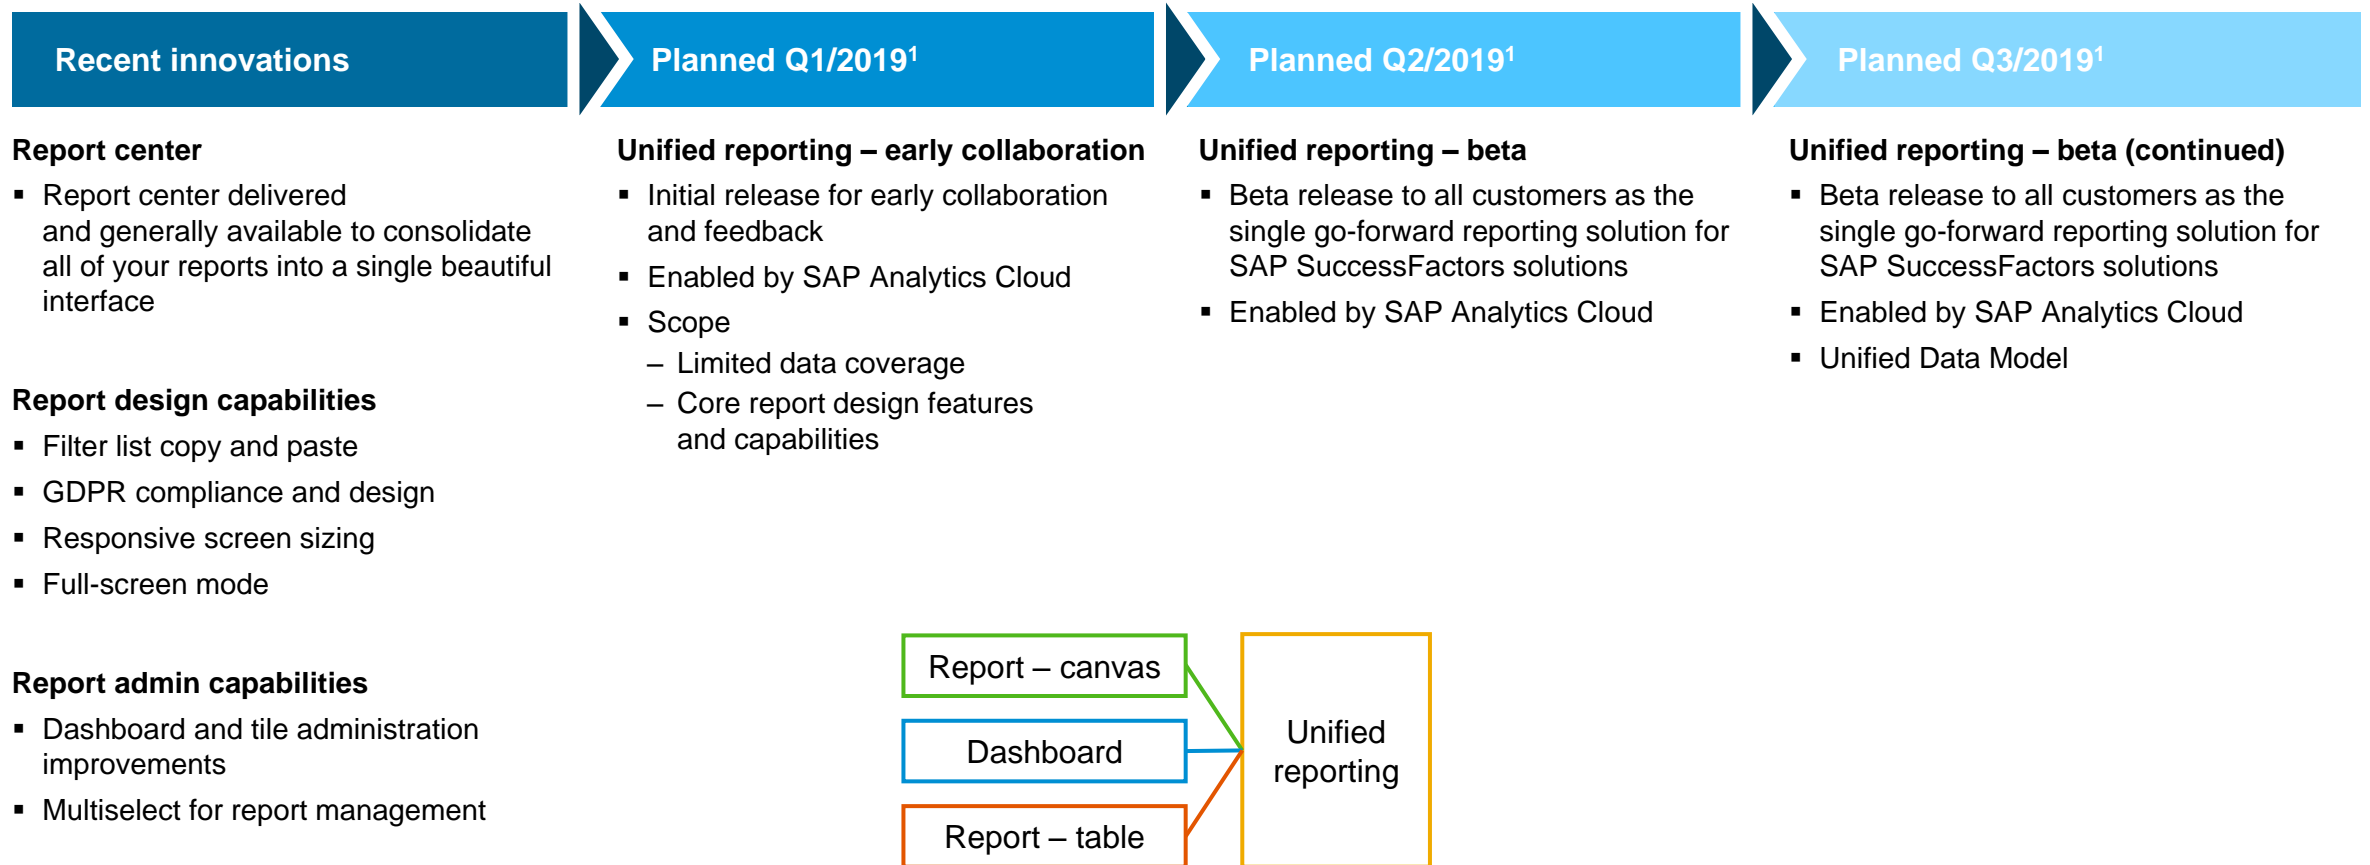 Recent innovations
Planned Q1/2019¹
Planned Q2/2019¹
Planned Q3/2019¹
Report center
▪ Report center delivered
and generally available to consolidate
all of your reports into a single beautiful
interface
Report design capabilities
▪ Filter list copy and paste
▪ GDPR compliance and design
▪ Responsive screen sizing
▪ Full-screen mode
Report admin capabilities
▪ Dashboard and tile administration
improvements
▪ Multiselect for report management
Unified reporting – early collaboration
▪ Initial release for early collaboration
and feedback
▪ Enabled by SAP Analytics Cloud
▪ Scope
– Limited data coverage
– Core report design features
and capabilities
Unified reporting – beta
▪ Beta release to all customers as the
single go-forward reporting solution for
SAP SuccessFactors solutions
▪ Enabled by SAP Analytics Cloud
Unified reporting – beta (continued)
▪ Beta release to all customers as the
single go-forward reporting solution for
SAP SuccessFactors solutions
▪ Enabled by SAP Analytics Cloud
▪ Unified Data Model
Report – canvas
Dashboard
Report – table
Unified
reporting